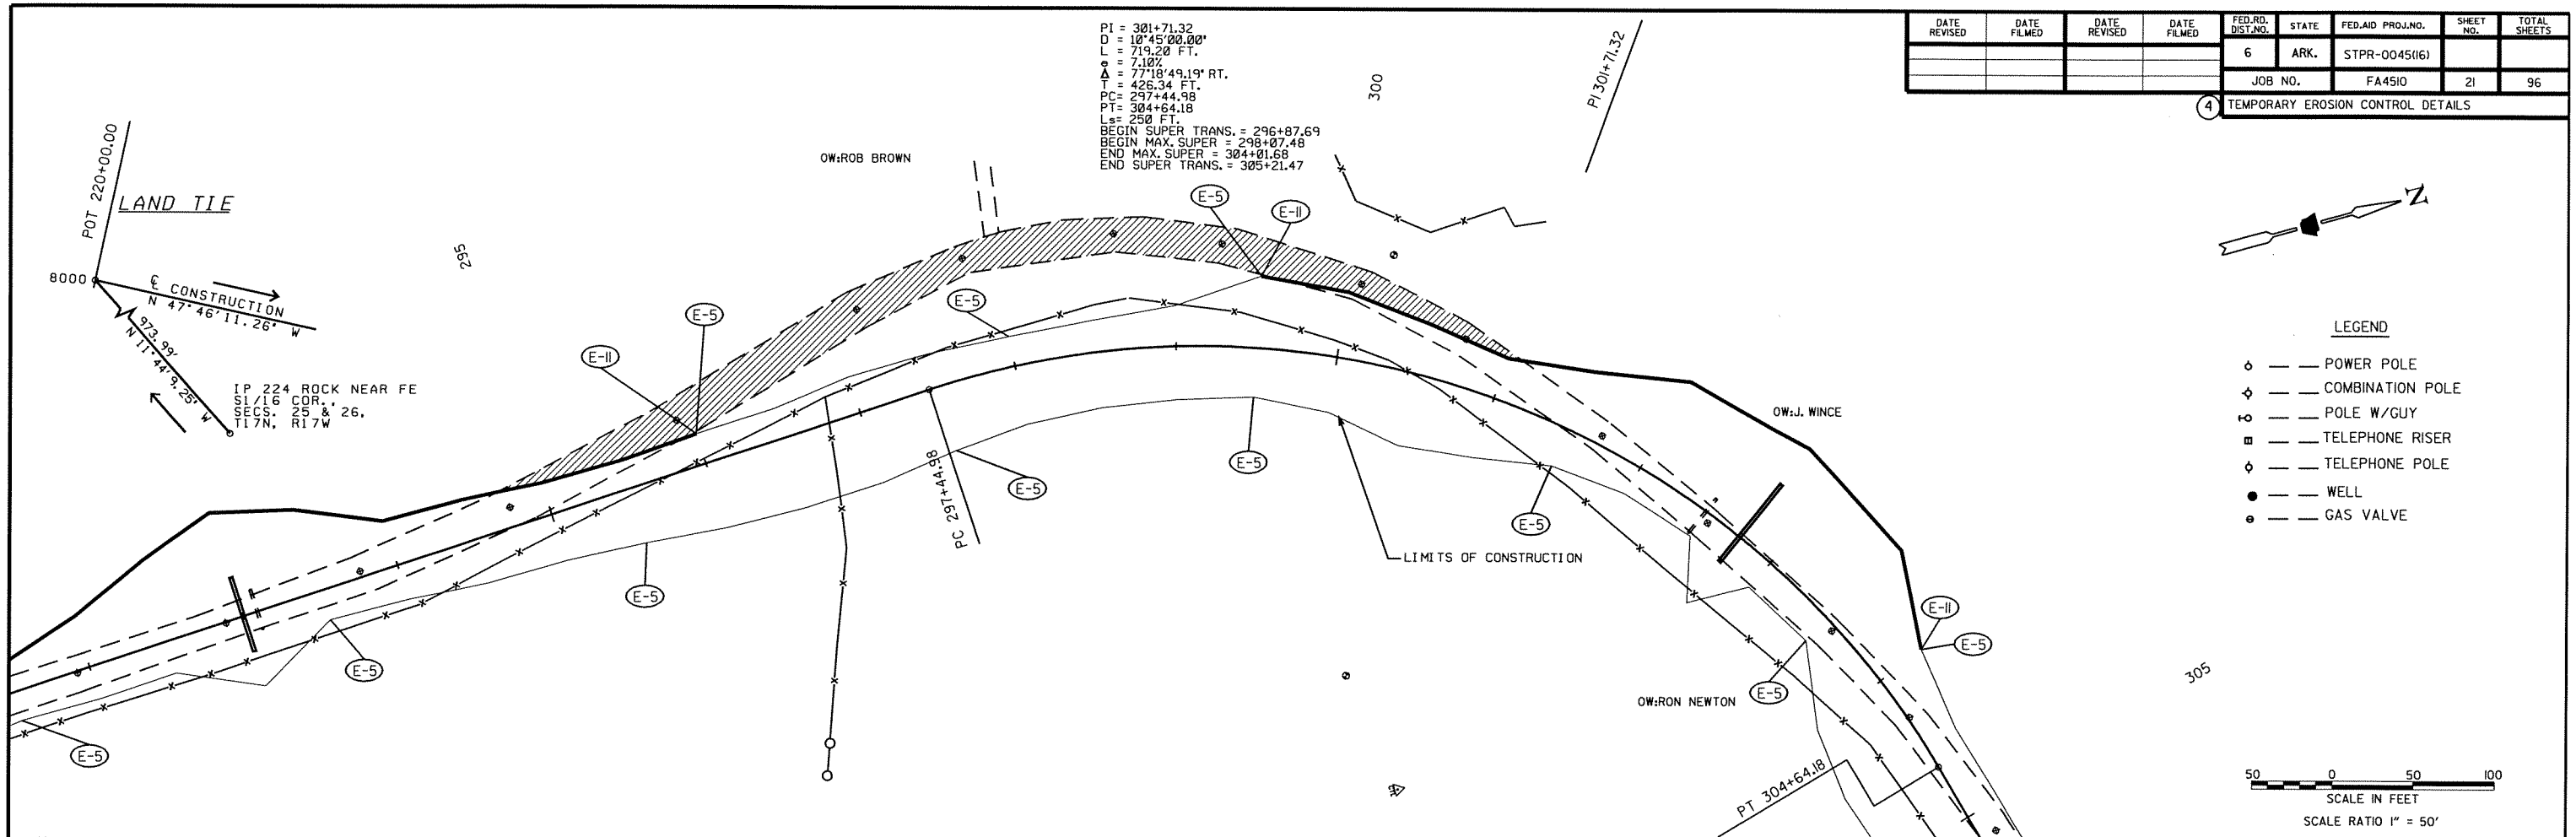 PI = 301+71.32
D = 10°45'00.00"
L = 719.20 FT.
e = 7.10%
Δ = 77°18'49.19" RT.
T = 426.34 FT.
PC= 297+44.98
PT= 304+64.18
Ls= 250 FT.
BEGIN SUPER TRANS. = 296+87.69
BEGIN MAX. SUPER = 298+07.48
END MAX. SUPER = 304+01.68
END SUPER TRANS. = 305+21.47
300
PI 301+71.32
DATE REVISED
DATE FILMED
DATE REVISED
DATE FILMED
FED.RD. DIST.NO.
STATE
FED.AID PROJ.NO.
SHEET NO.
TOTAL SHEETS
6
ARK.
STPR-0045(16)
JOB NO.
FA4510
21
96
4
TEMPORARY EROSION CONTROL DETAILS
POT 220+00.00
LAND TIE
OW:ROB BROWN
295
8000
℄ CONSTRUCTION
N 47°46'11.26" W
973.99'
N 11°44'9.25" W
IP 224 ROCK NEAR FE
S1/16 COR.,
SECS. 25 & 26,
T17N, R17W
E-5
E-11
N
E-5
E-5
E-11
LEGEND
POWER POLE
COMBINATION POLE
POLE W/GUY
TELEPHONE RISER
TELEPHONE POLE
WELL
GAS VALVE
OW:J. WINCE
E-5
E-5
E-5
PC 297+44.98
LIMITS OF CONSTRUCTION
E-5
E-5
E-11
E-5
E-5
OW:RON NEWTON
E-5
305
E-5
PT 304+64.18
50
0
50
100
SCALE IN FEET
SCALE RATIO 1" = 50'